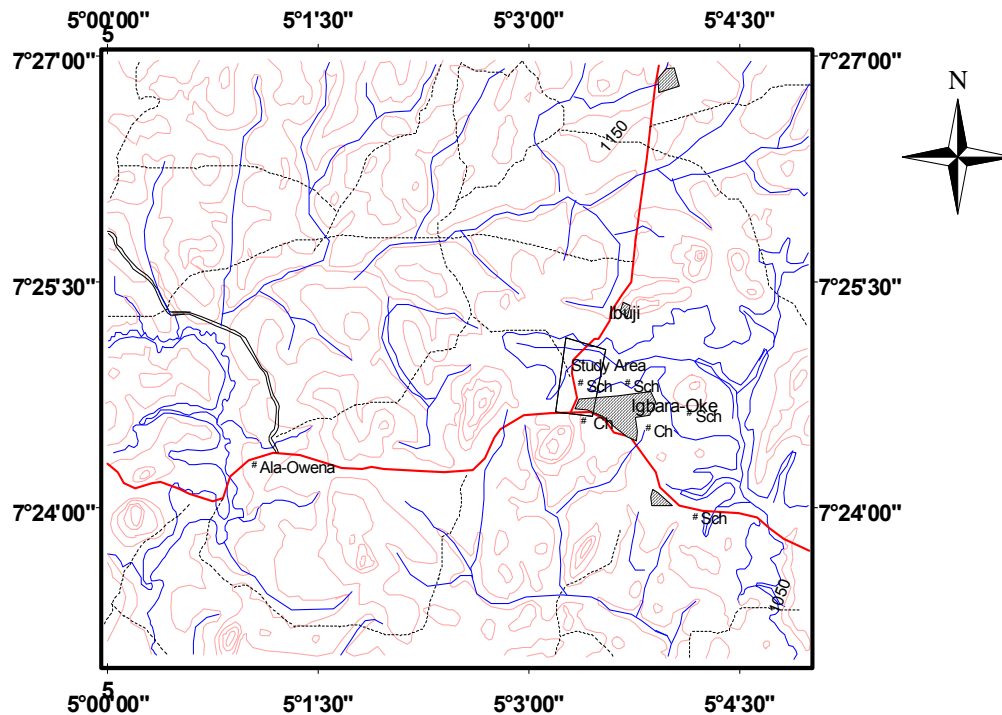 5°00'00"
5°1'30"
5°3'00"
5°4'30"
5
7°27'00"
7°27'00"
N
1150
7°25'30"
7°25'30"
Ibuji
Study Area
# Sch
# Sch
Igbara-Oke
# Sch
# Ch
# Ch
# Ala-Owena
7°24'00"
7°24'00"
# Sch
1050
5
5°00'00"
5°1'30"
5°3'00"
5°4'30"